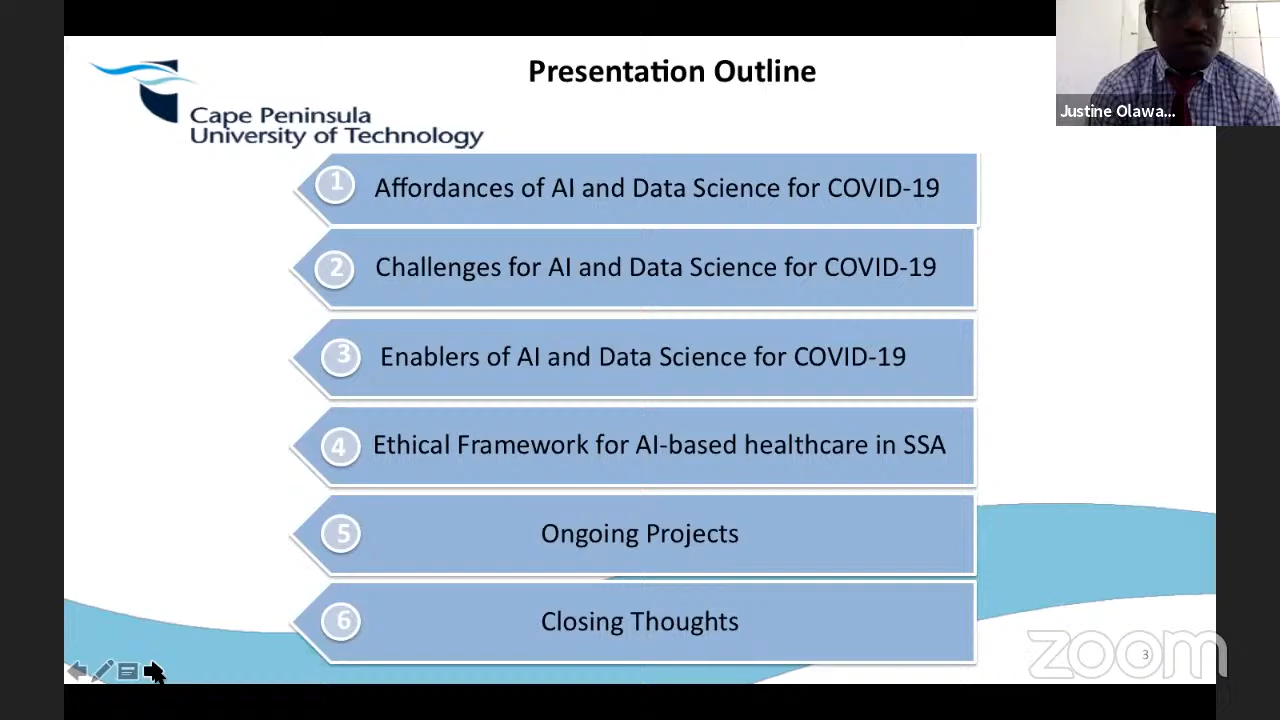 Presentation Outline
Cape Peninsula
University of Technology
Justine Olawa...
1
Affordances of AI and Data Science for COVID-19
2
Challenges for AI and Data Science for COVID-19
3
Enablers of AI and Data Science for COVID-19
4
Ethical Framework for AI-based healthcare in SSA
5
Ongoing Projects
6
Closing Thoughts
zoom
3